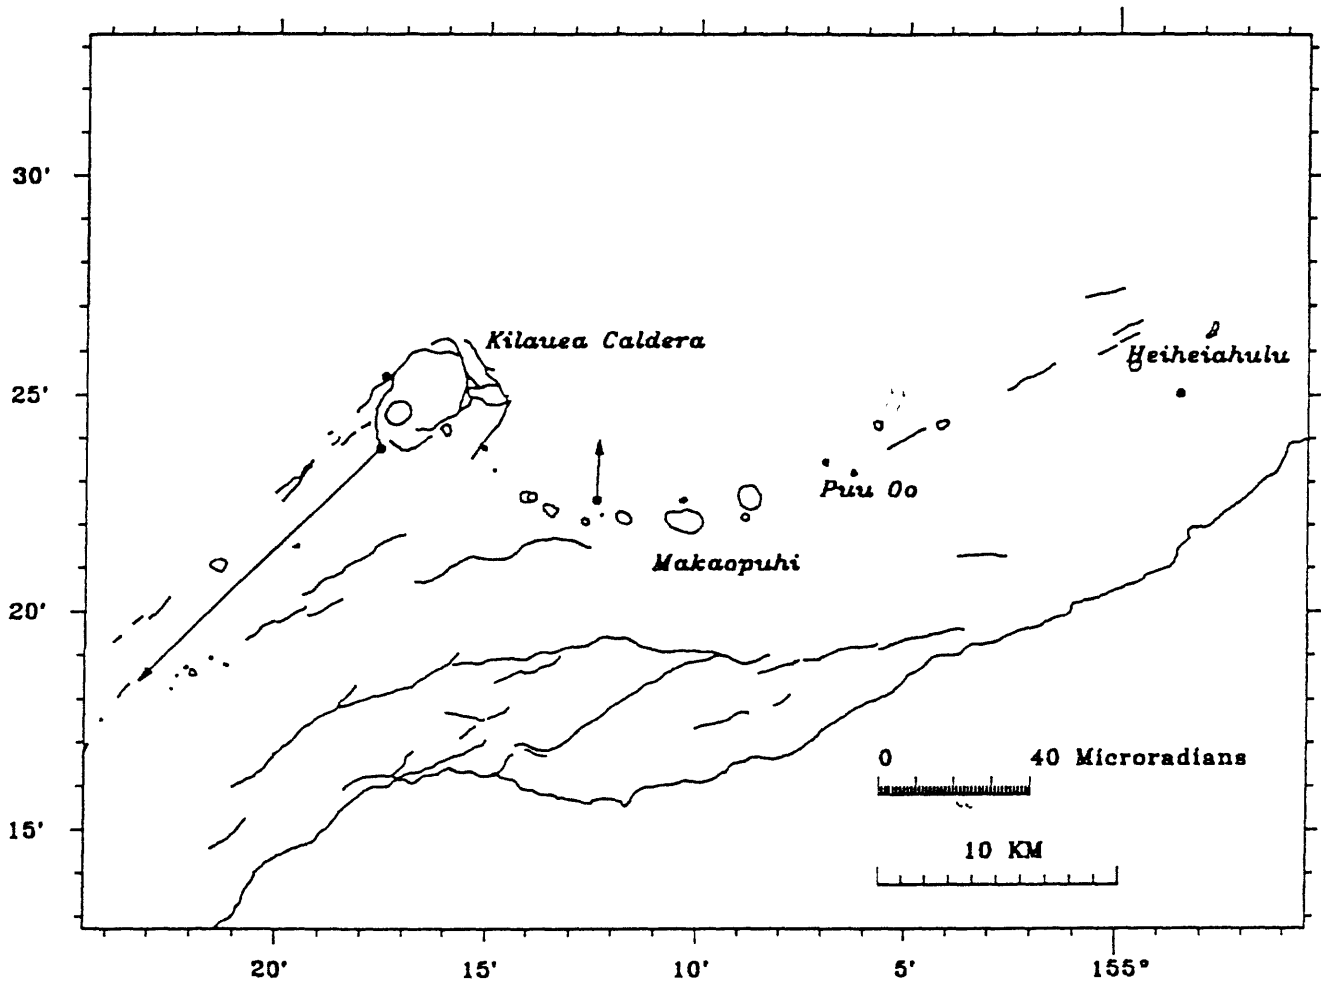 30'
Kilauea Caldera
Heiheiahulu
25'
Puu Oo
Makaopuhi
20'
0 40 Microradians
15'
10 KM
20' 15' 10' 5' 155°